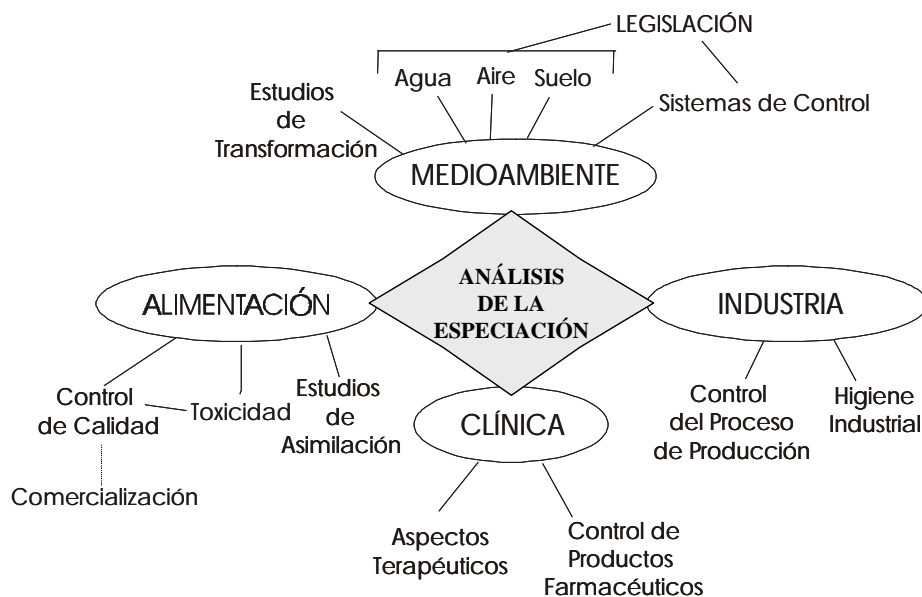 LEGISLACIÓN
Agua
Aire
Suelo
Estudios
de
Transformación
Sistemas de Control
MEDIOAMBIENTE
ANÁLISIS
DE LA
ESPECIACIÓN
ALIMENTACIÓN
INDUSTRIA
Control
de Calidad
Toxicidad
Estudios
de
Asimilación
Comercialización
CLÍNICA
Aspectos
Terapéuticos
Control de
Productos
Farmacéuticos
Control
del Proceso
de Producción
Higiene
Industrial